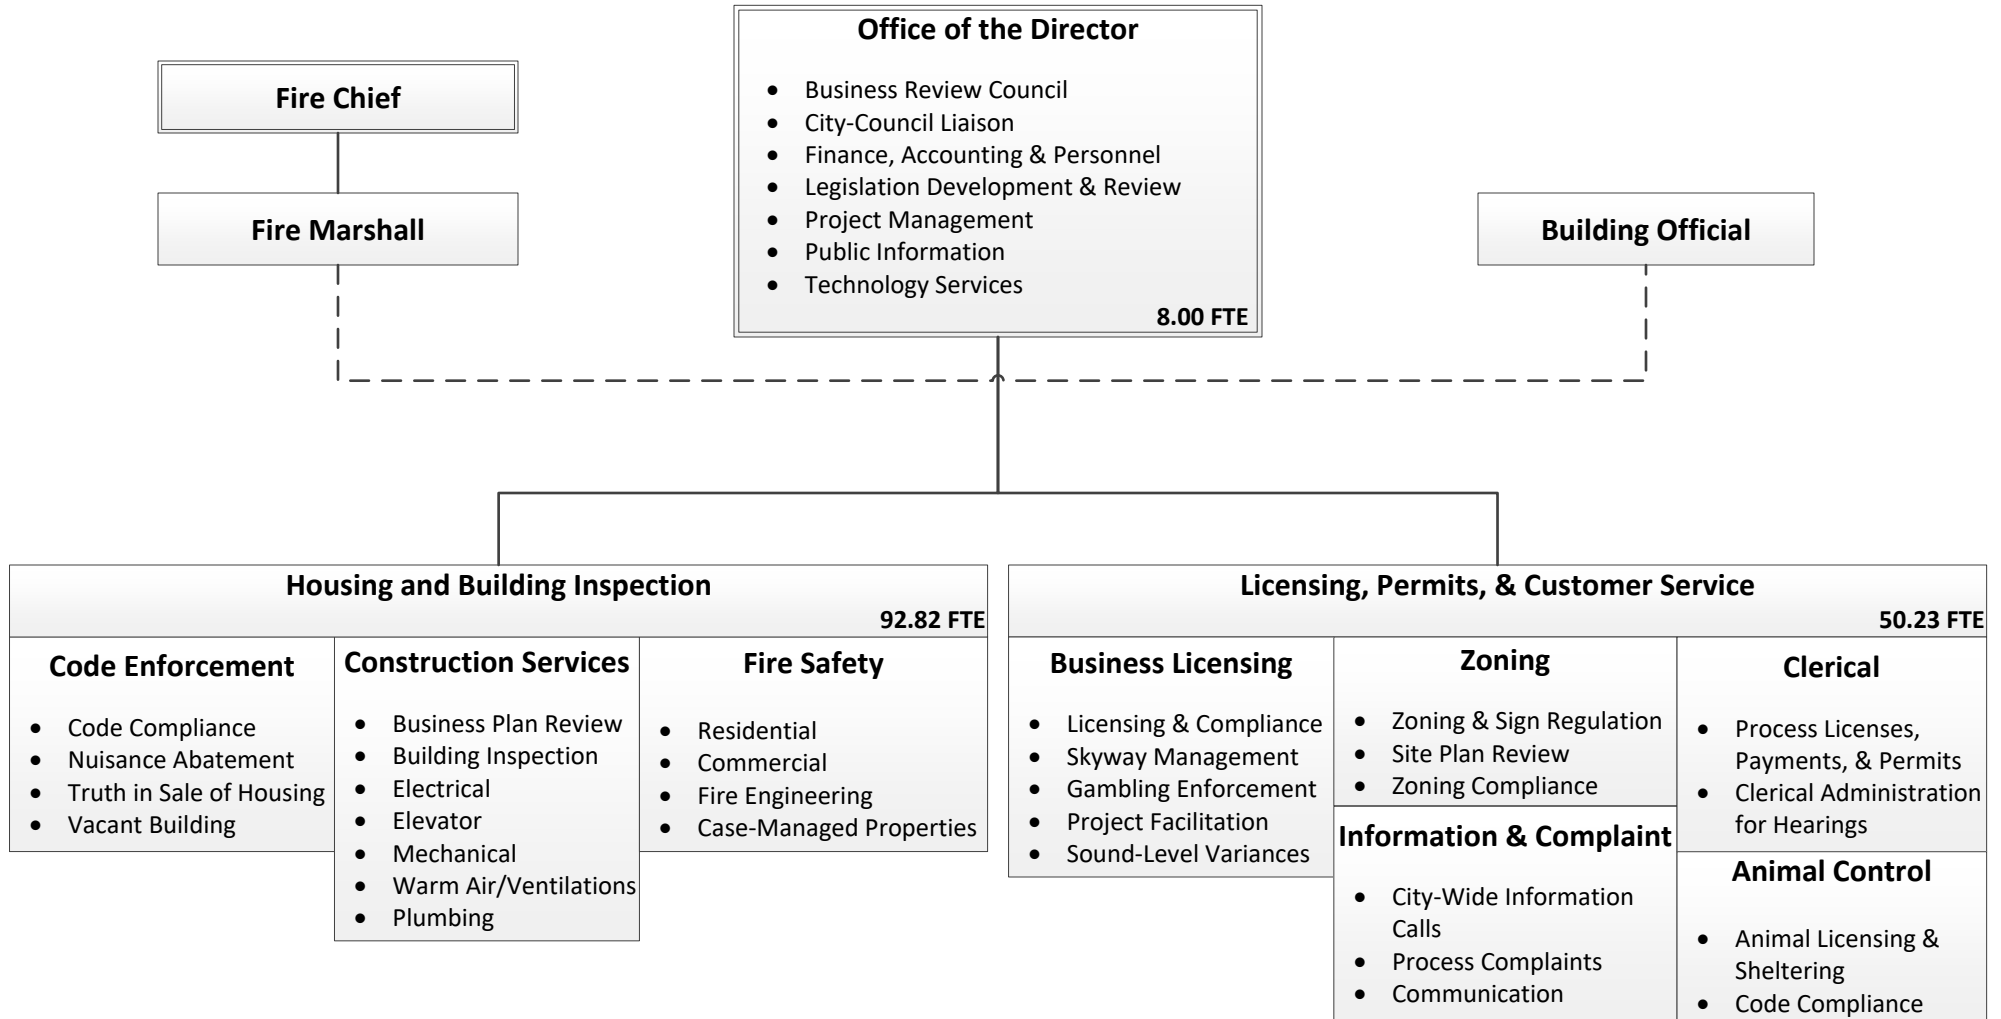 Office of the Director
• Business Review Council
• City-Council Liaison
• Finance, Accounting & Personnel
• Legislation Development & Review
• Project Management
• Public Information
• Technology Services
8.00 FTE
Fire Chief
Fire Marshall
Building Official
Housing and Building Inspection
92.82 FTE
Code Enforcement
• Code Compliance
• Nuisance Abatement
• Truth in Sale of Housing
• Vacant Building
Construction Services
• Business Plan Review
• Building Inspection
• Electrical
• Elevator
• Mechanical
• Warm Air/Ventilations
• Plumbing
Fire Safety
• Residential
• Commercial
• Fire Engineering
• Case-Managed Properties
Licensing, Permits, & Customer Service
50.23 FTE
Business Licensing
• Licensing & Compliance
• Skyway Management
• Gambling Enforcement
• Project Facilitation
• Sound-Level Variances
Zoning
• Zoning & Sign Regulation
• Site Plan Review
• Zoning Compliance
Information & Complaint
• City-Wide Information
Calls
• Process Complaints
• Communication
Clerical
• Process Licenses,
Payments, & Permits
• Clerical Administration
for Hearings
Animal Control
• Animal Licensing &
Sheltering
• Code Compliance